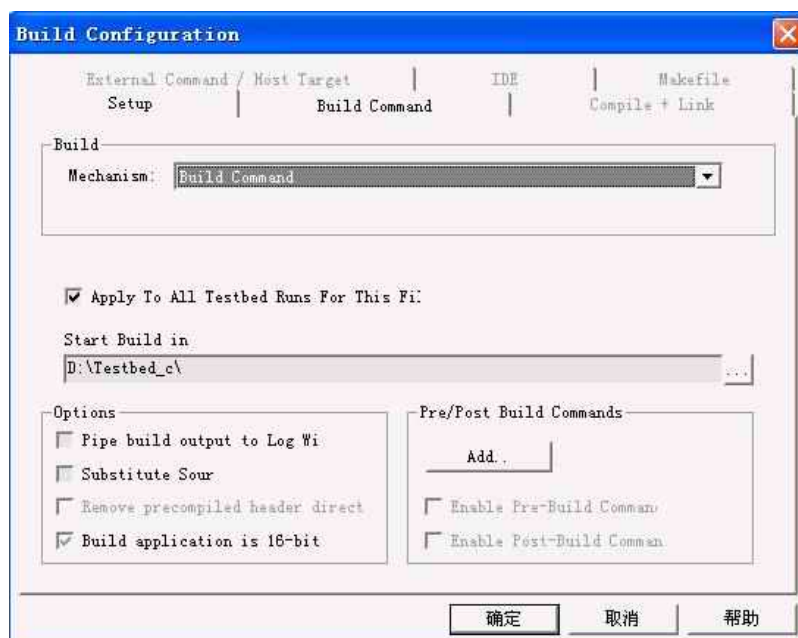 Build Configuration
External Command / Host Target | IDE | Makefile
Setup | Build Command | Compile + Link
Build
Mechanism: Build Command
Apply To All Testbed Runs For This Fi
Start Build in
D:\Testbed_c\
...
Options
Pipe build output to Log Wi
Substitute Sour
Remove precompiled header direct
Build application is 16-bit
Pre/Post Build Commands
Add..
Enable Pre-Build Comman
Enable Post-Build Comman
确定 取消 帮助